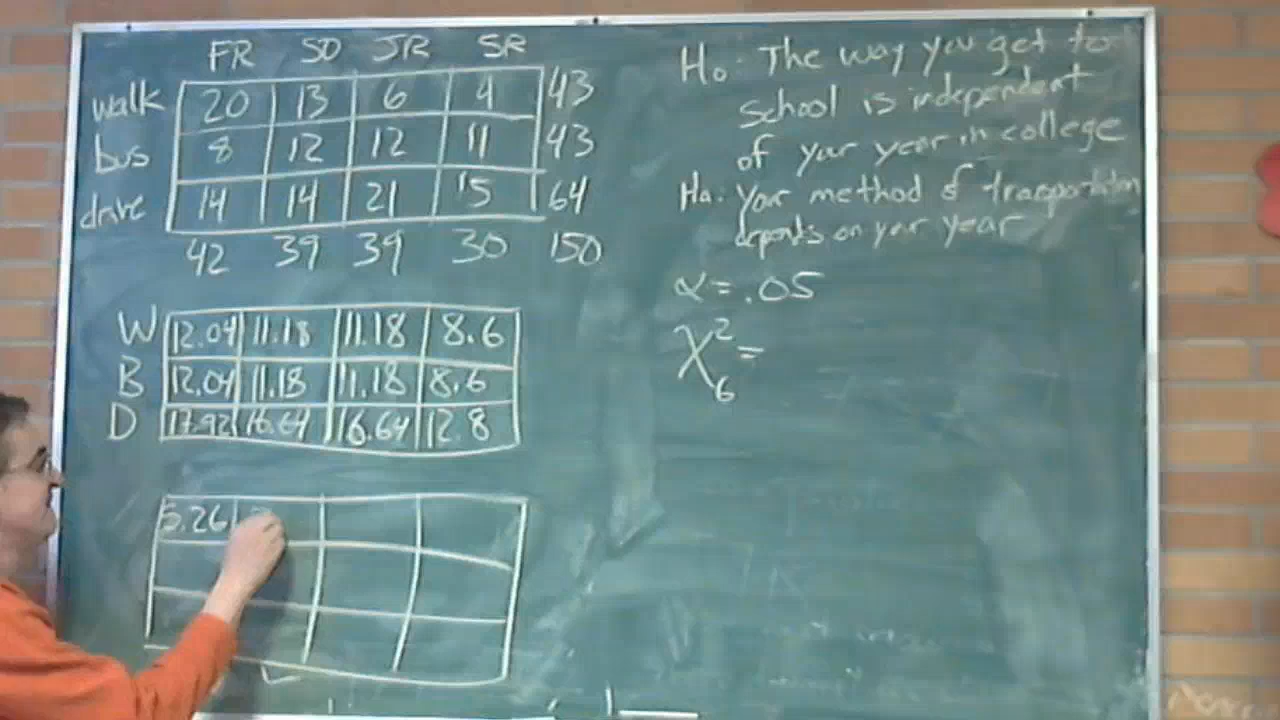 FR SO JR SR
walk 20 13 6 4 43
bus 8 12 12 11 43
drive 14 14 21 15 64
42 39 39 30 150
W 12.04 11.18 11.18 8.6
B 12.04 11.18 11.18 8.6
D 17.92 16.64 16.64 12.8
5.26
Ho: The way you get to
school is independent
of your year in college
Ha: Your method of
depends on your year
α = .05
χ²₆ =